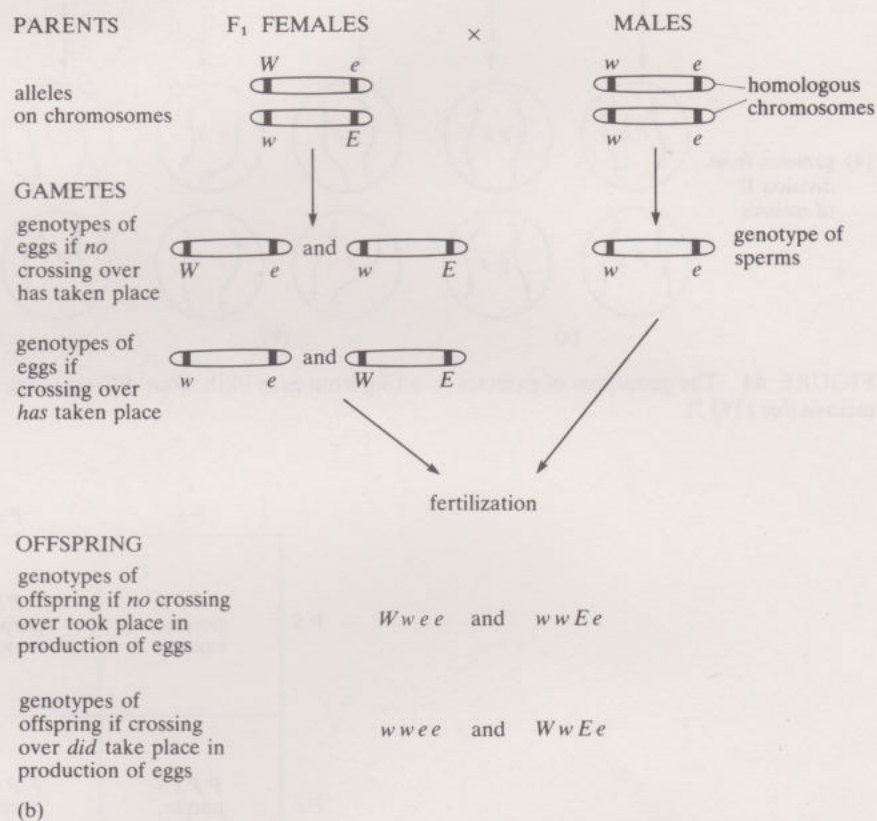 PARENTS F₁ FEMALES × MALES
W e w e
alleles
on chromosomes
homologous
chromosomes
w E w e
GAMETES
genotypes of
eggs if no
crossing over
has taken place
and
W e w E
genotype of
sperms
w e
genotypes of
eggs if
crossing over
has taken place
and
w e W E
fertilization
OFFSPRING
genotypes of
offspring if no crossing
over took place in
production of eggs
W w e e and w w E e
genotypes of
offspring if crossing
over did take place in
production of eggs
w w e e and W w E e
(b)